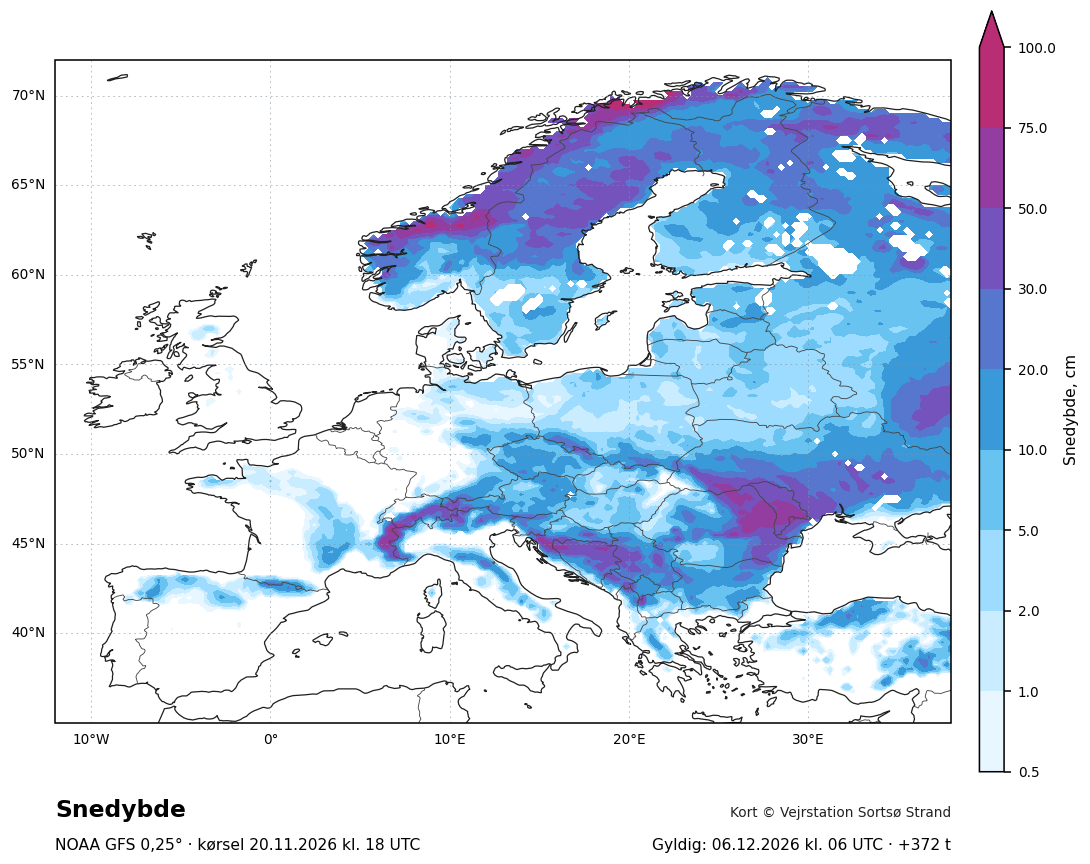 100.0
75.0
50.0
30.0
20.0
10.0
5.0
2.0
1.0
0.5
Snedybde, cm
70°N
65°N
60°N
55°N
50°N
45°N
40°N
10°W 0° 10°E 20°E 30°E
Snedybde
Kort © Vejrstation Sortsø Strand
NOAA GFS 0,25° · kørsel 20.11.2026 kl. 18 UTC
Gyldig: 06.12.2026 kl. 06 UTC · +372 t